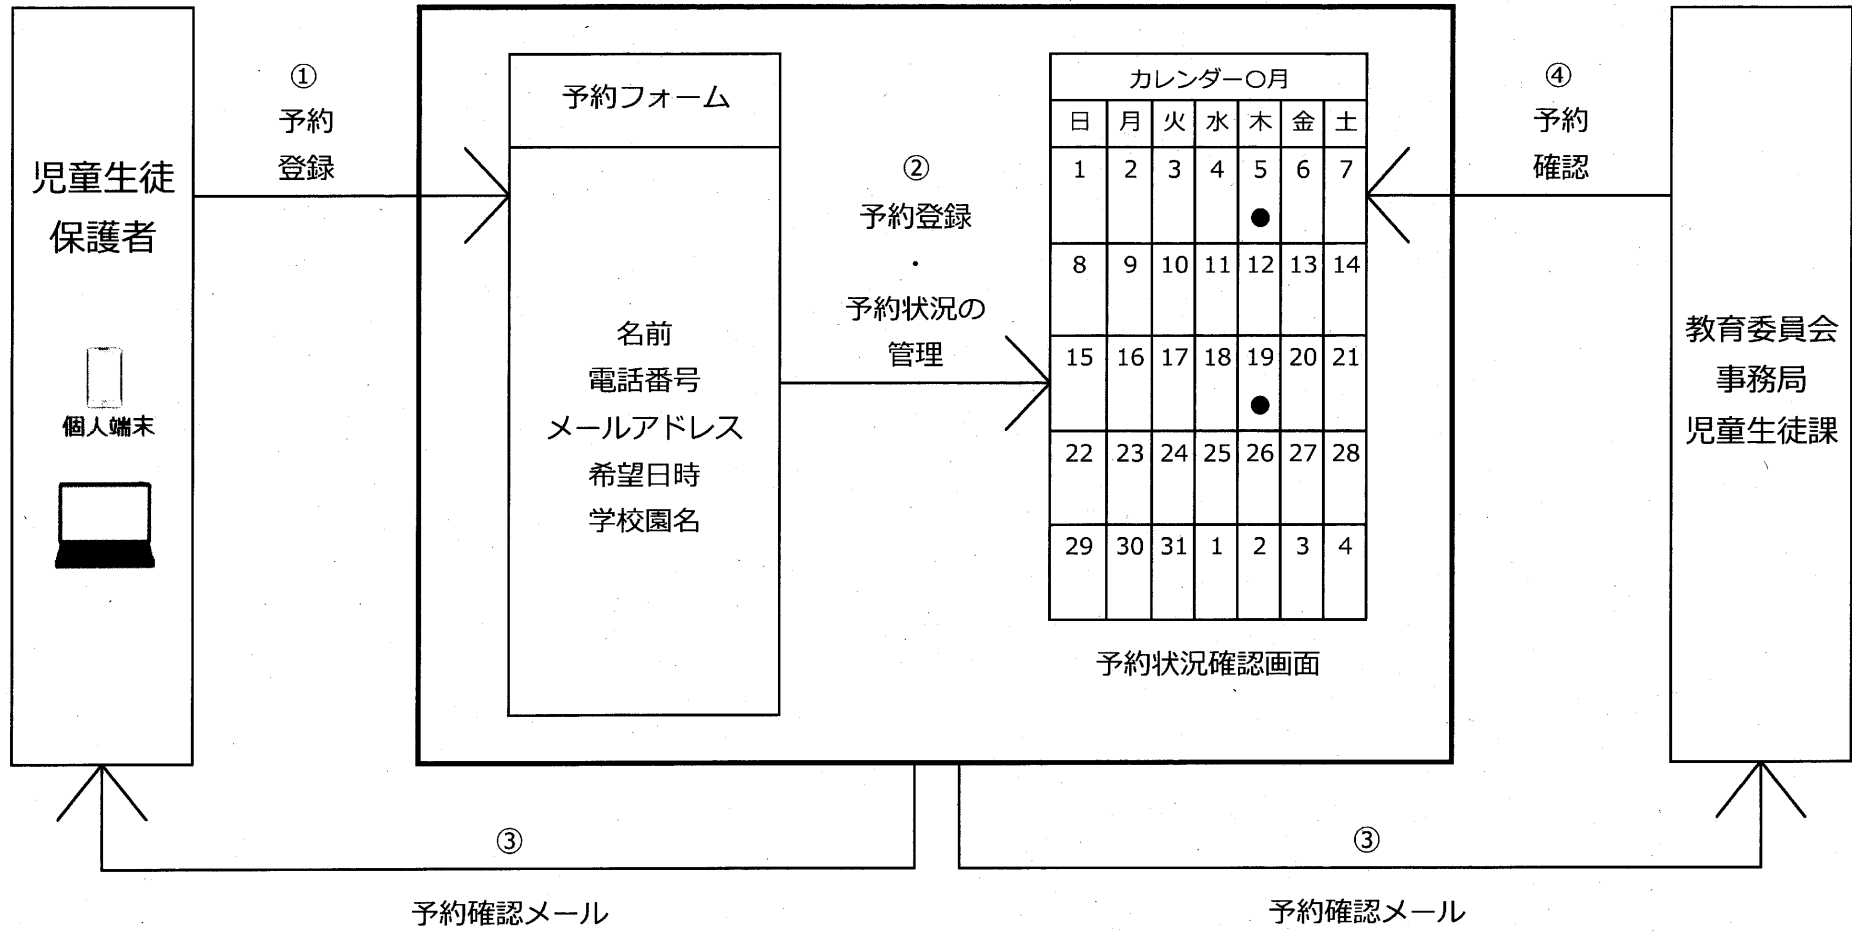 児童生徒
保護者
個人端末
①
予約
登録
予約フォーム
名前
電話番号
メールアドレス
希望日時
学校園名
②
予約登録
・
予約状況の
管理
カレンダー〇月
日 月 火 水 木 金 土
1 2 3 4 5 6 7
●
8 9 10 11 12 13 14
15 16 17 18 19 20 21
●
22 23 24 25 26 27 28
29 30 31 1 2 3 4
予約状況確認画面
④
予約
確認
教育委員会
事務局
児童生徒課
③
予約確認メール
③
予約確認メール